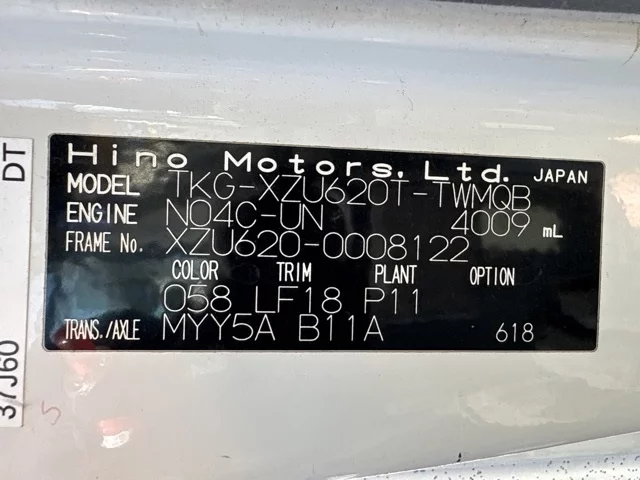 Hino Motors, Ltd. JAPAN
MODEL TKG-XZU620T-TWMQB
ENGINE N04C-UN 4009 mL
FRAME No. XZU620-0008122
COLOR TRIM PLANT OPTION
058 LF18 P11
TRANS./AXLE MYY5A B11A 618
DT
37J60
5